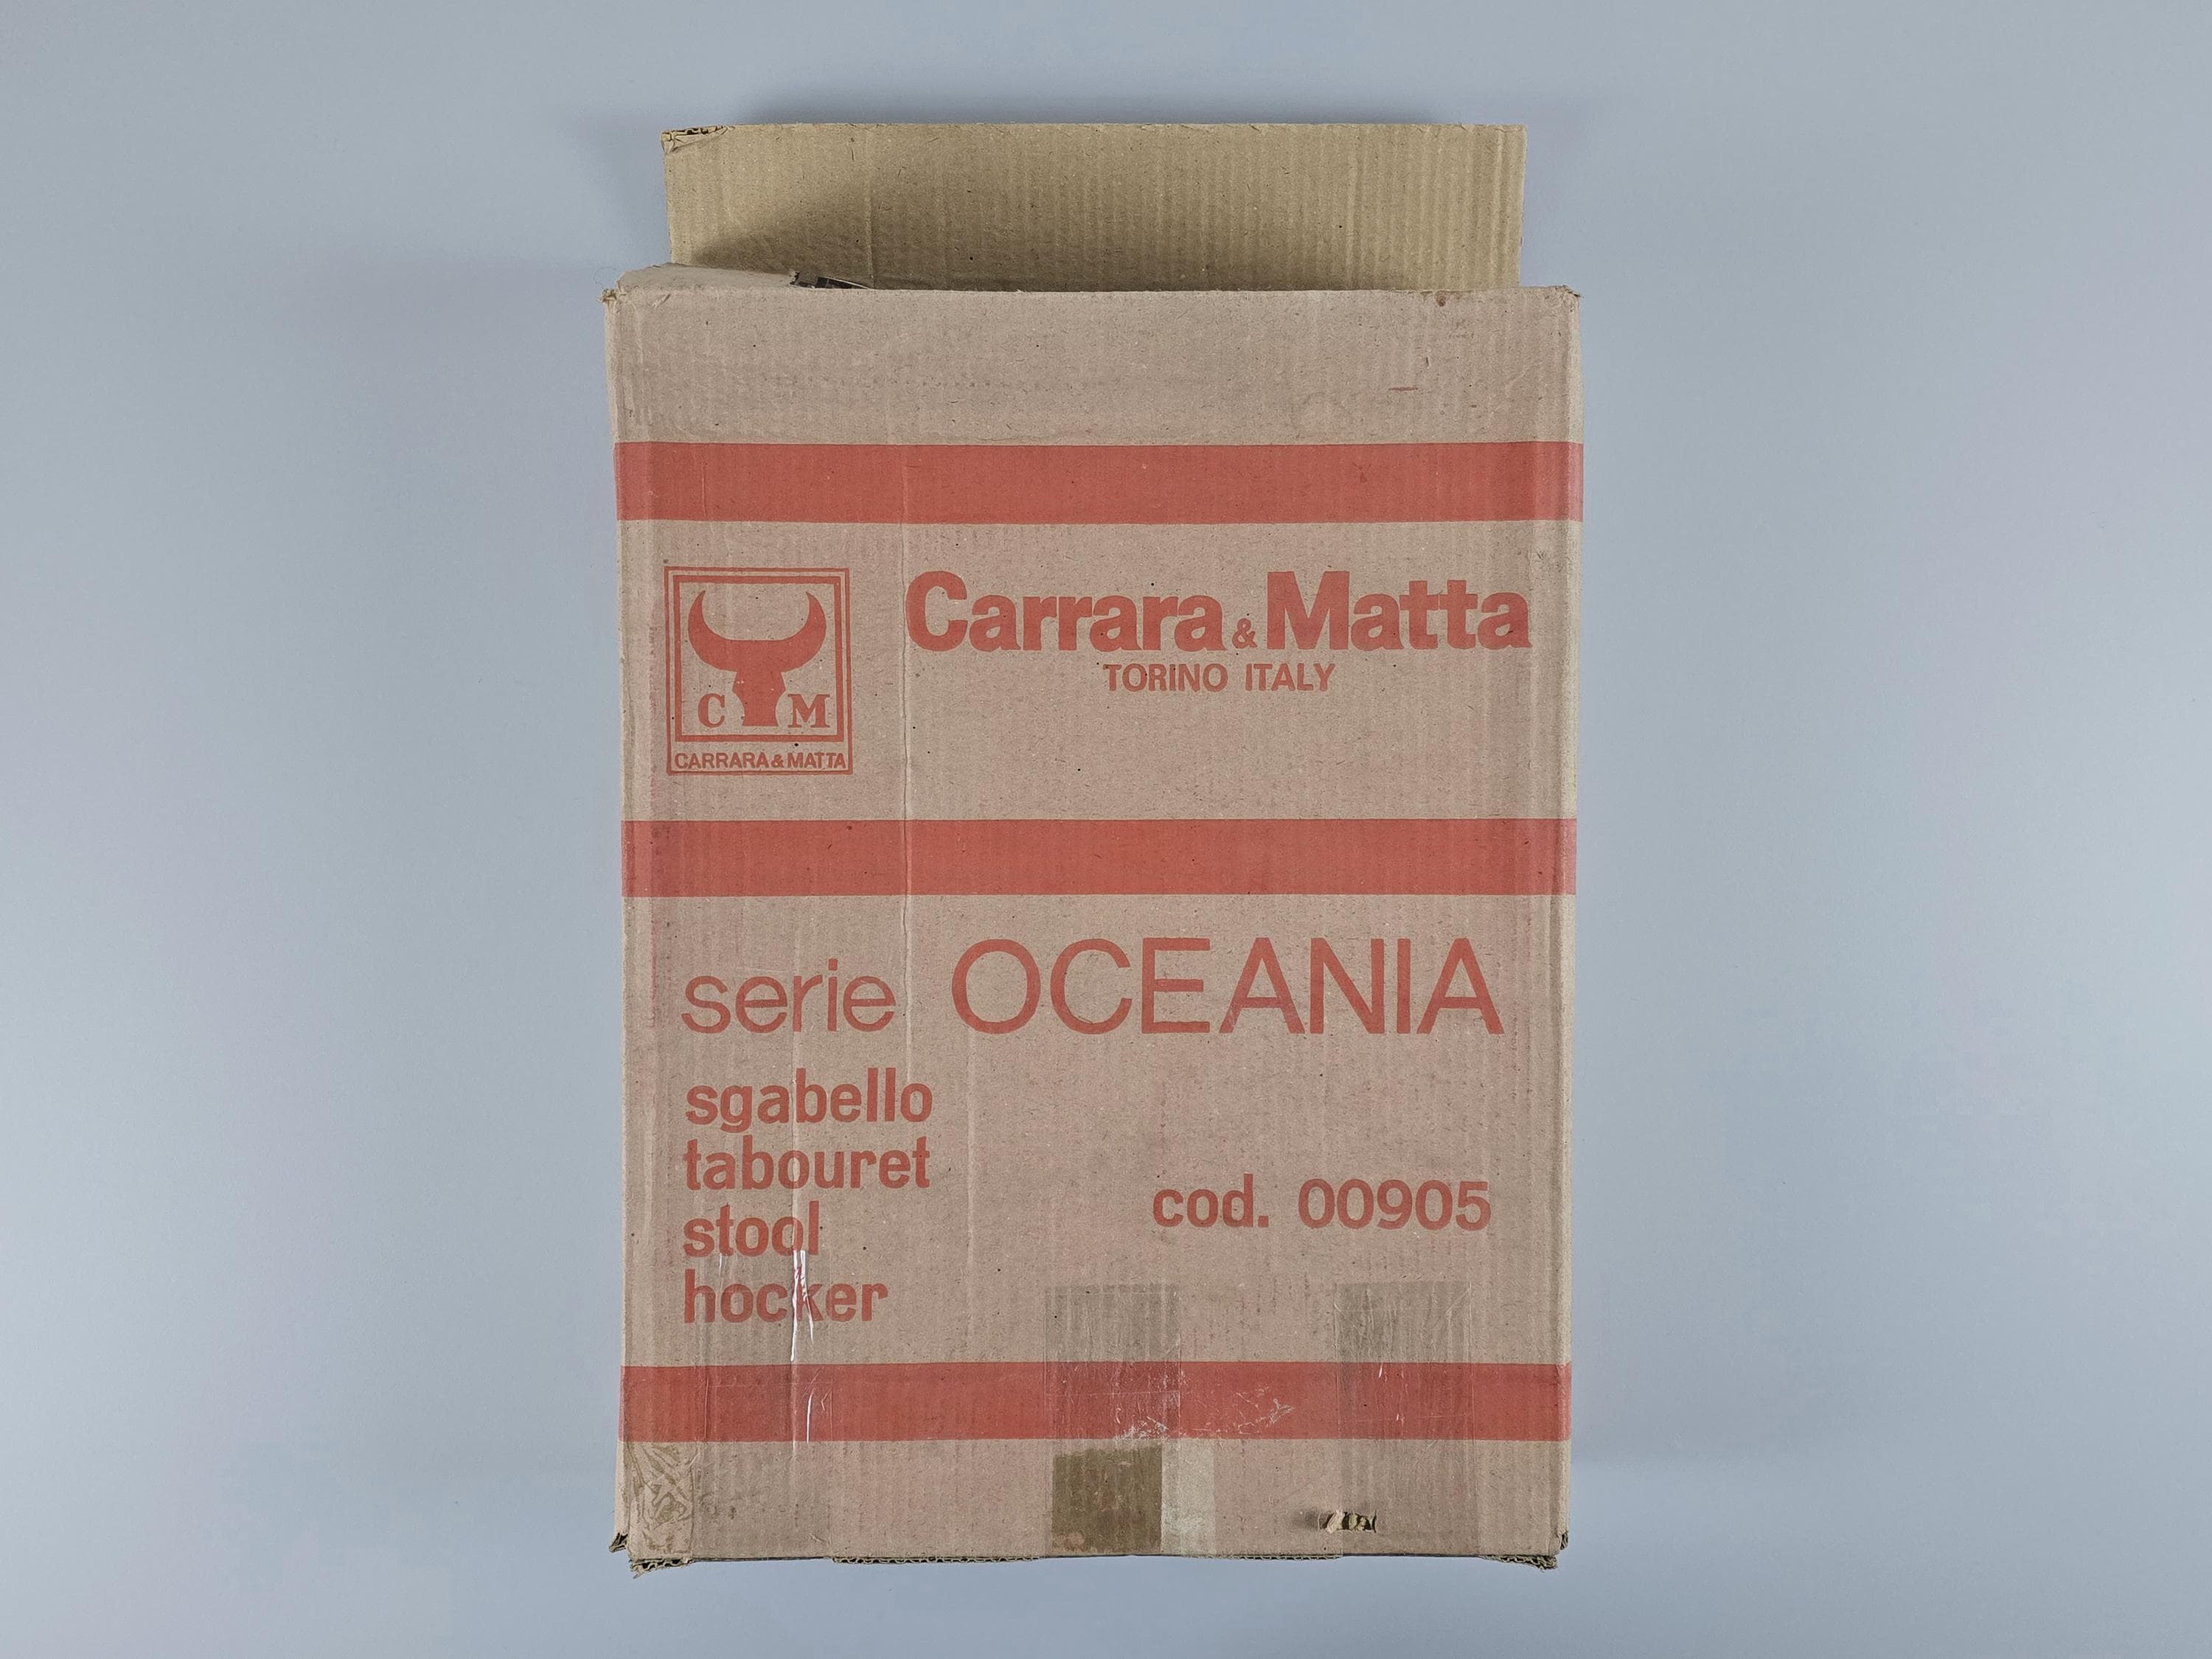 C M
CARRARA&MATTA
Carrara & Matta
TORINO ITALY
serie OCEANIA
sgabello
tabouret
stool
hocker
cod. 00905